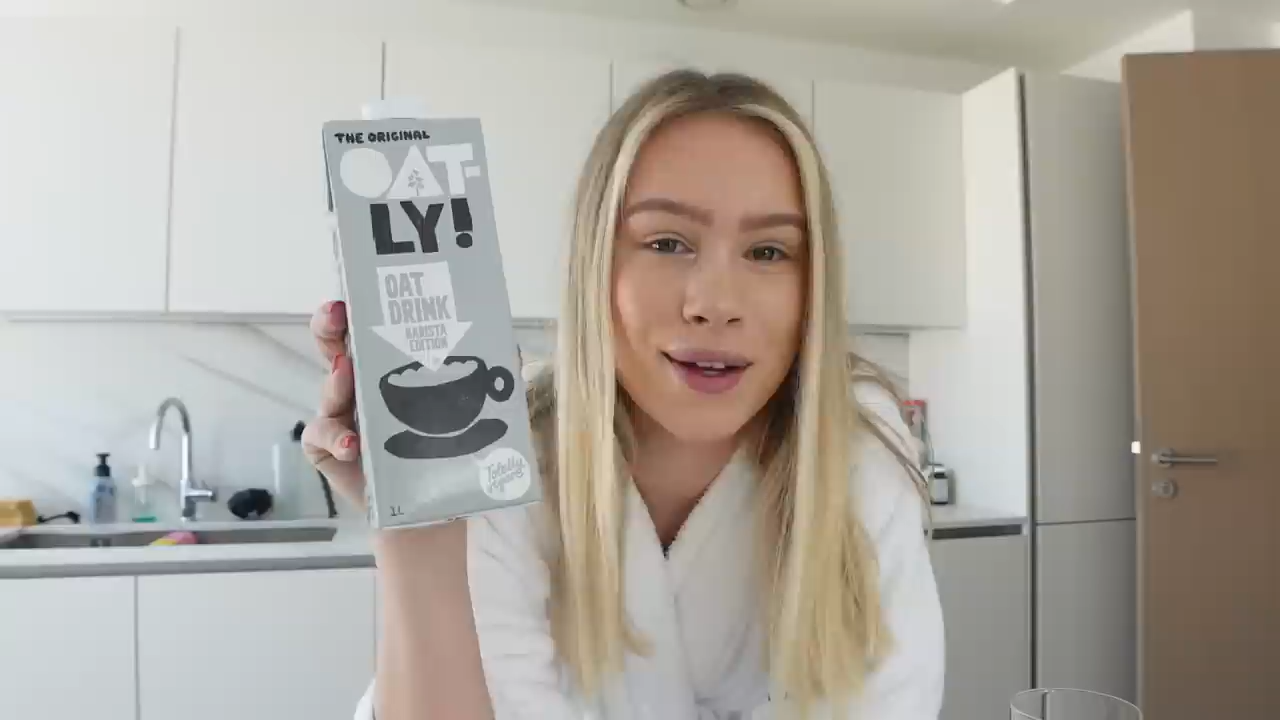 THE ORIGINAL
OAT-
LY!
OAT
DRINK
BARISTA
EDITION
Totally
vegan
1L